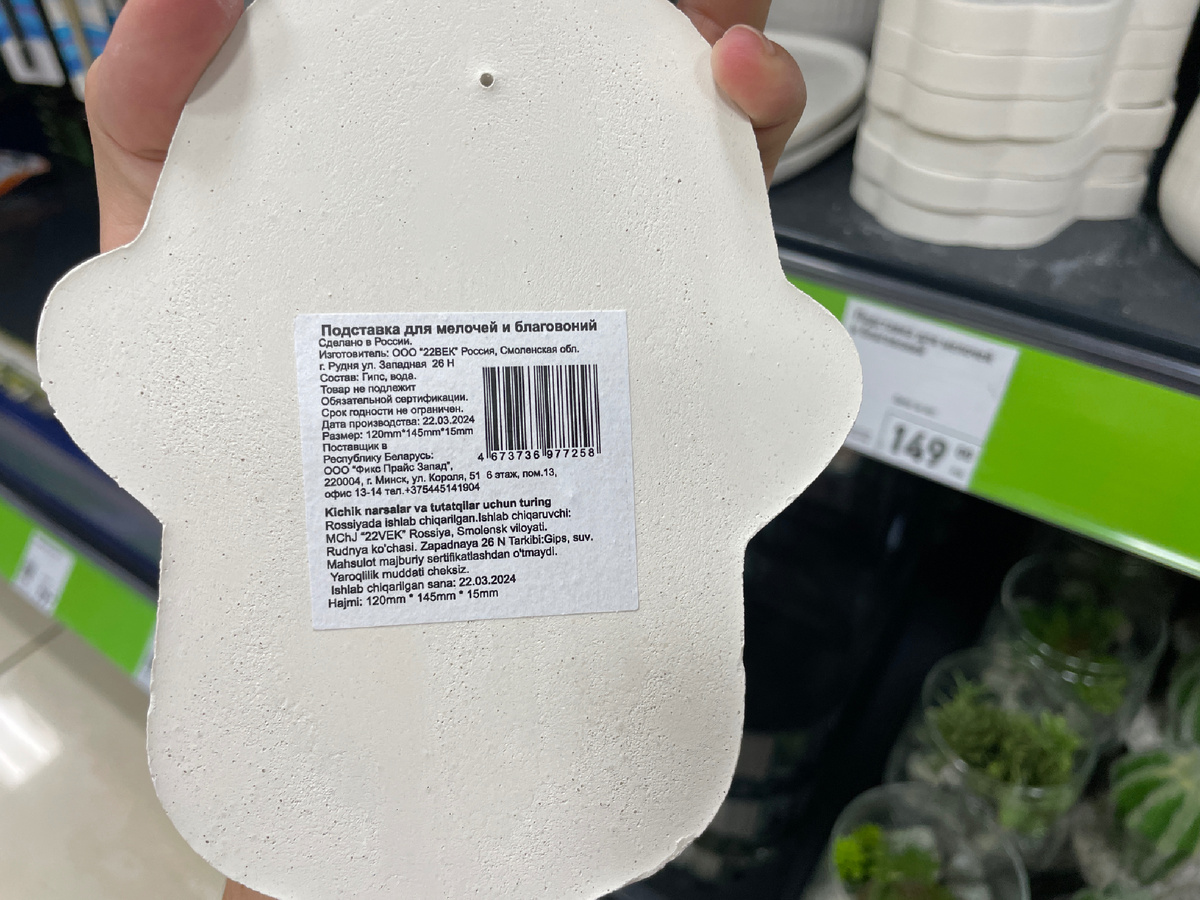 Подставка для мелочей и благовоний
Сделано в России.
Изготовитель: ООО "22ВЕК" Россия, Смоленская обл.
г. Рудня ул. Западная 26 Н
Состав: Гипс, вода.
Товар не подлежит
Обязательной сертификации.
Срок годности не ограничен.
Дата производства: 22.03.2024
Размер: 120mm*145mm*15mm
Поставщик в
Республику Беларусь:
ООО "Фикс Прайс Запад",
220004, г. Минск, ул. Короля, 51 6 этаж, пом.13,
офис 13-14 тел.+375445141904
4 673736 977258
Kichik narsalar va tutatqilar uchun turing
Rossiyada ishlab chiqarilgan.Ishlab chiqaruvchi:
MChJ "22VEK" Rossiya, Smolensk viloyati.
Rudnya ko'chasi. Zapadnaya 26 N Tarkibi:Gips, suv.
Mahsulot majburiy sertifikatlashdan o'tmaydi.
Yaroqlilik muddati cheksiz.
Ishlab chiqarilgan sana: 22.03.2024
Hajmi: 120mm * 145mm * 15mm
149